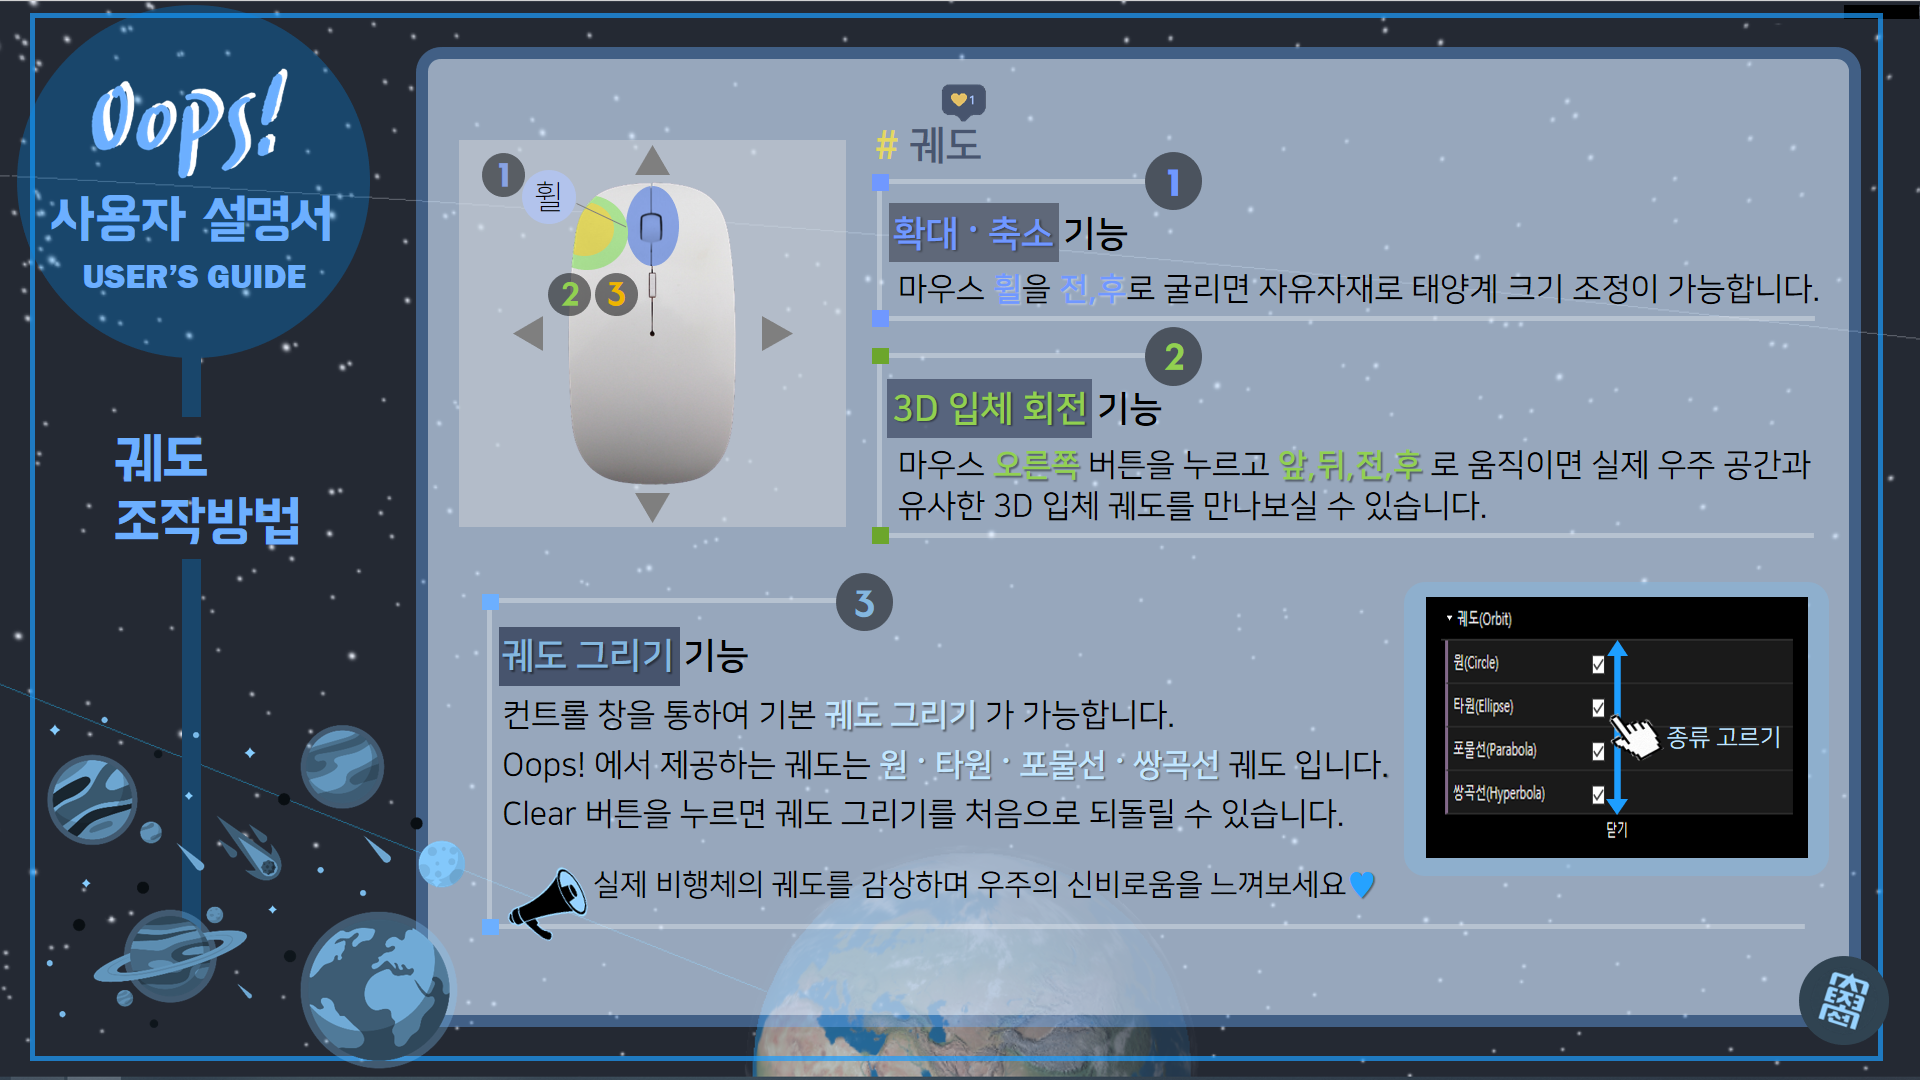 Oops!
사용자 설명서
USER'S GUIDE
궤도
조작방법
1
휠
2 3
1
# 궤도
1
확대 · 축소 기능
마우스 휠을 전,후로 굴리면 자유자재로 태양계 크기 조정이 가능합니다.
2
3D 입체 회전 기능
마우스 오른쪽 버튼을 누르고 앞,뒤,전,후 로 움직이면 실제 우주 공간과
유사한 3D 입체 궤도를 만나보실 수 있습니다.
3
궤도 그리기 기능
컨트롤 창을 통하여 기본 궤도 그리기 가 가능합니다.
Oops! 에서 제공하는 궤도는 원 · 타원 · 포물선 · 쌍곡선 궤도 입니다.
Clear 버튼을 누르면 궤도 그리기를 처음으로 되돌릴 수 있습니다.
실제 비행체의 궤도를 감상하며 우주의 신비로움을 느껴보세요
궤도(Orbit)
원(Circle)
타원(Ellipse)
포물선(Parabola)
쌍곡선(Hyperbola)
종류 고르기
닫기